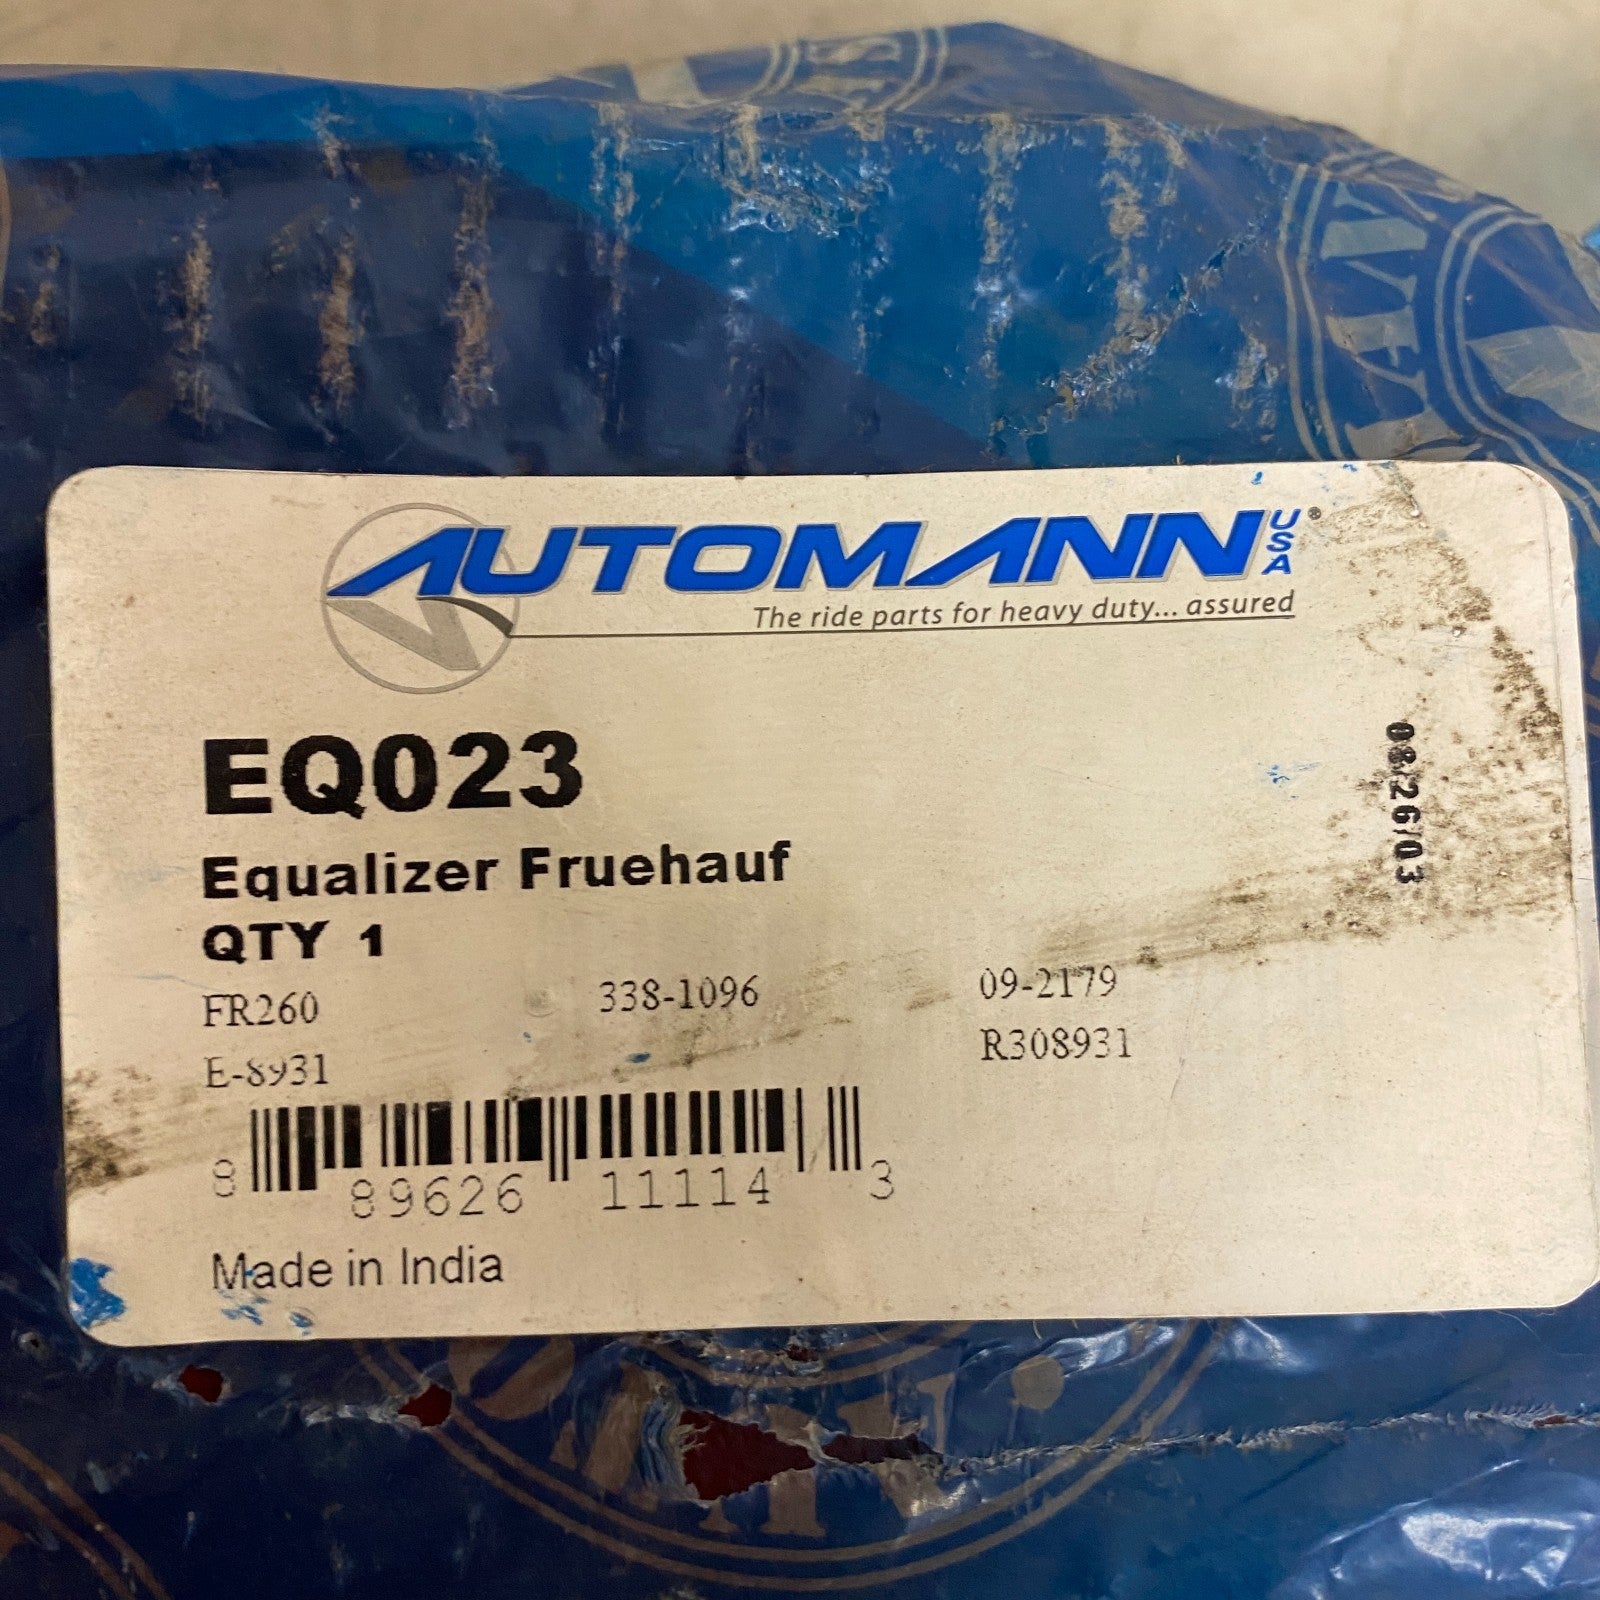 AUTOMANN USA®
The ride parts for heavy duty... assured
EQ023
Equalizer Fruehauf
QTY 1
FR260 338-1096 09-2179
E-8931 R308931
8 89626 11114 3
Made in India
08/26/03